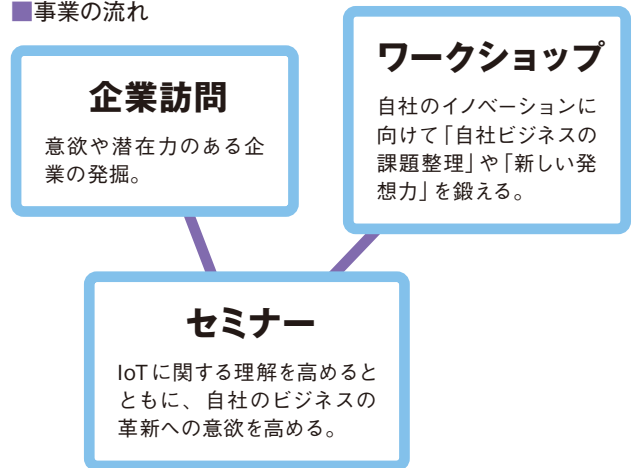 ■事業の流れ
企業訪問
意欲や潜在力のある企
業の発掘。
ワークショップ
自社のイノベーションに
向けて「自社ビジネスの
課題整理」や「新しい発
想力」を鍛える。
セミナー
IoTに関する理解を高めると
ともに、自社のビジネスの
革新への意欲を高める。